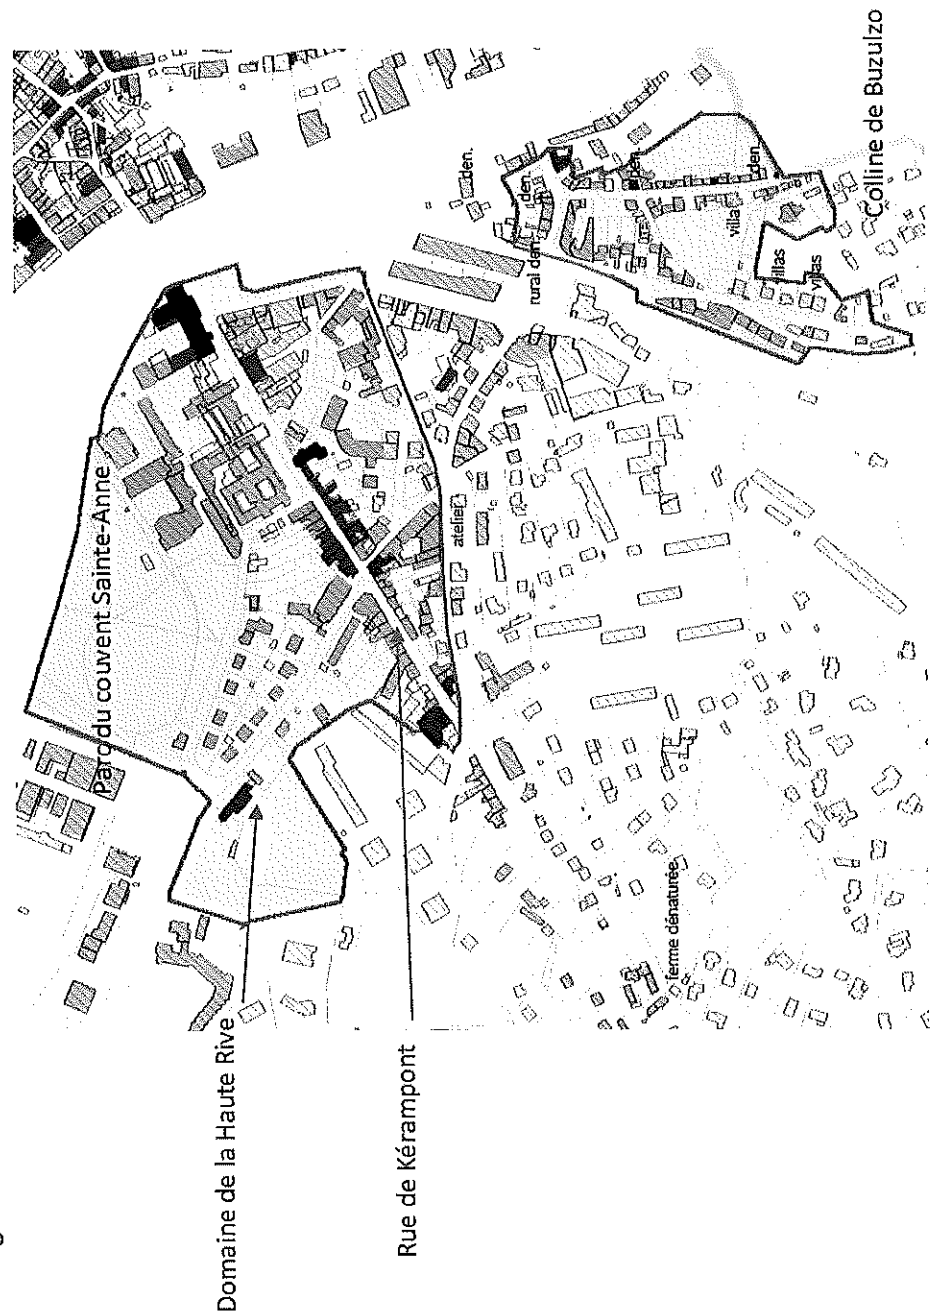 Parc du couvent Sainte-Anne
Domaine de la Haute Rive
Rue de Kérampont
Colline de Buzulzo
den.
den.
rural den.
den.
villa
villas
villas
atelier
ferme dénaturée